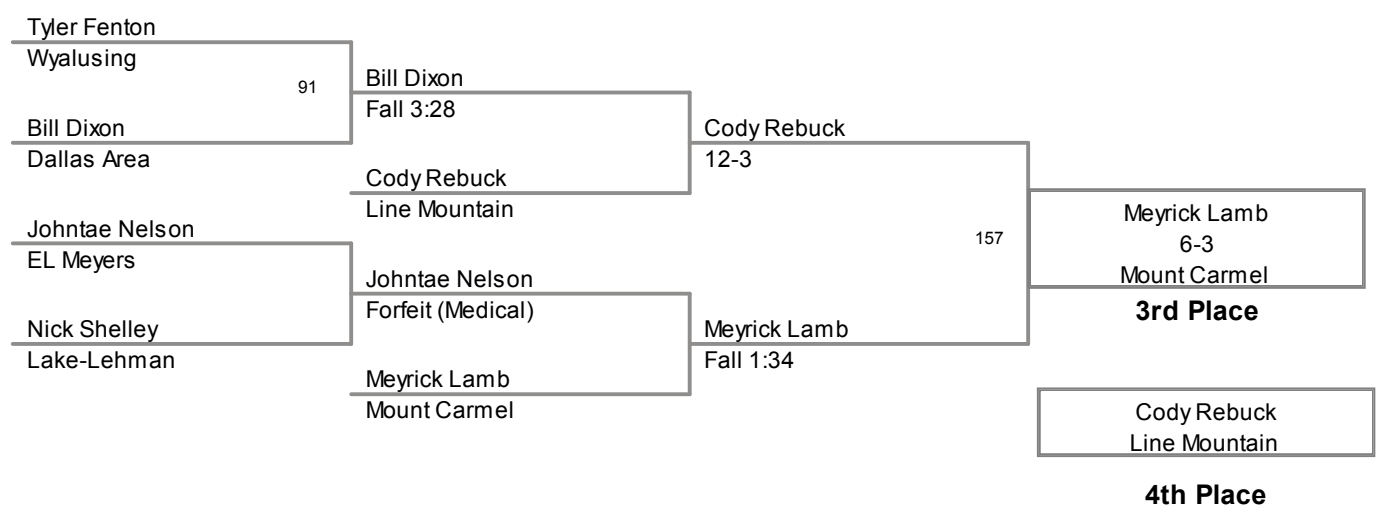 Tyler Fenton
Wyalusing
91
Bill Dixon
Fall 3:28
Bill Dixon
Dallas Area
Cody Rebuck
12-3
Cody Rebuck
Line Mountain
Johntae Nelson
EL Meyers
157
Meyrick Lamb
6-3
Mount Carmel
3rd Place
Johntae Nelson
Forfeit (Medical)
Nick Shelley
Lake-Lehman
Meyrick Lamb
Fall 1:34
Meyrick Lamb
Mount Carmel
Cody Rebuck
Line Mountain
4th Place